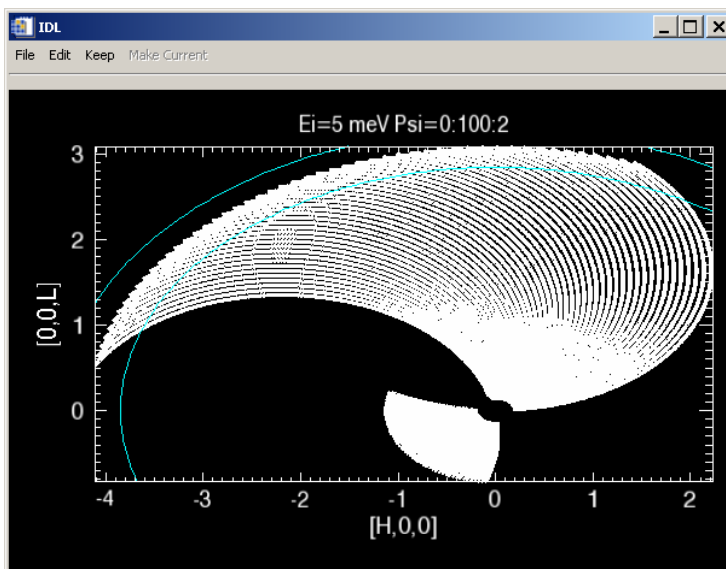 IDL
File Edit Keep Make Current
Ei=5 meV Psi=0:100:2
3
2
1
0
[0,0,L]
-4 -3 -2 -1 0 1 2
[H,0,0]